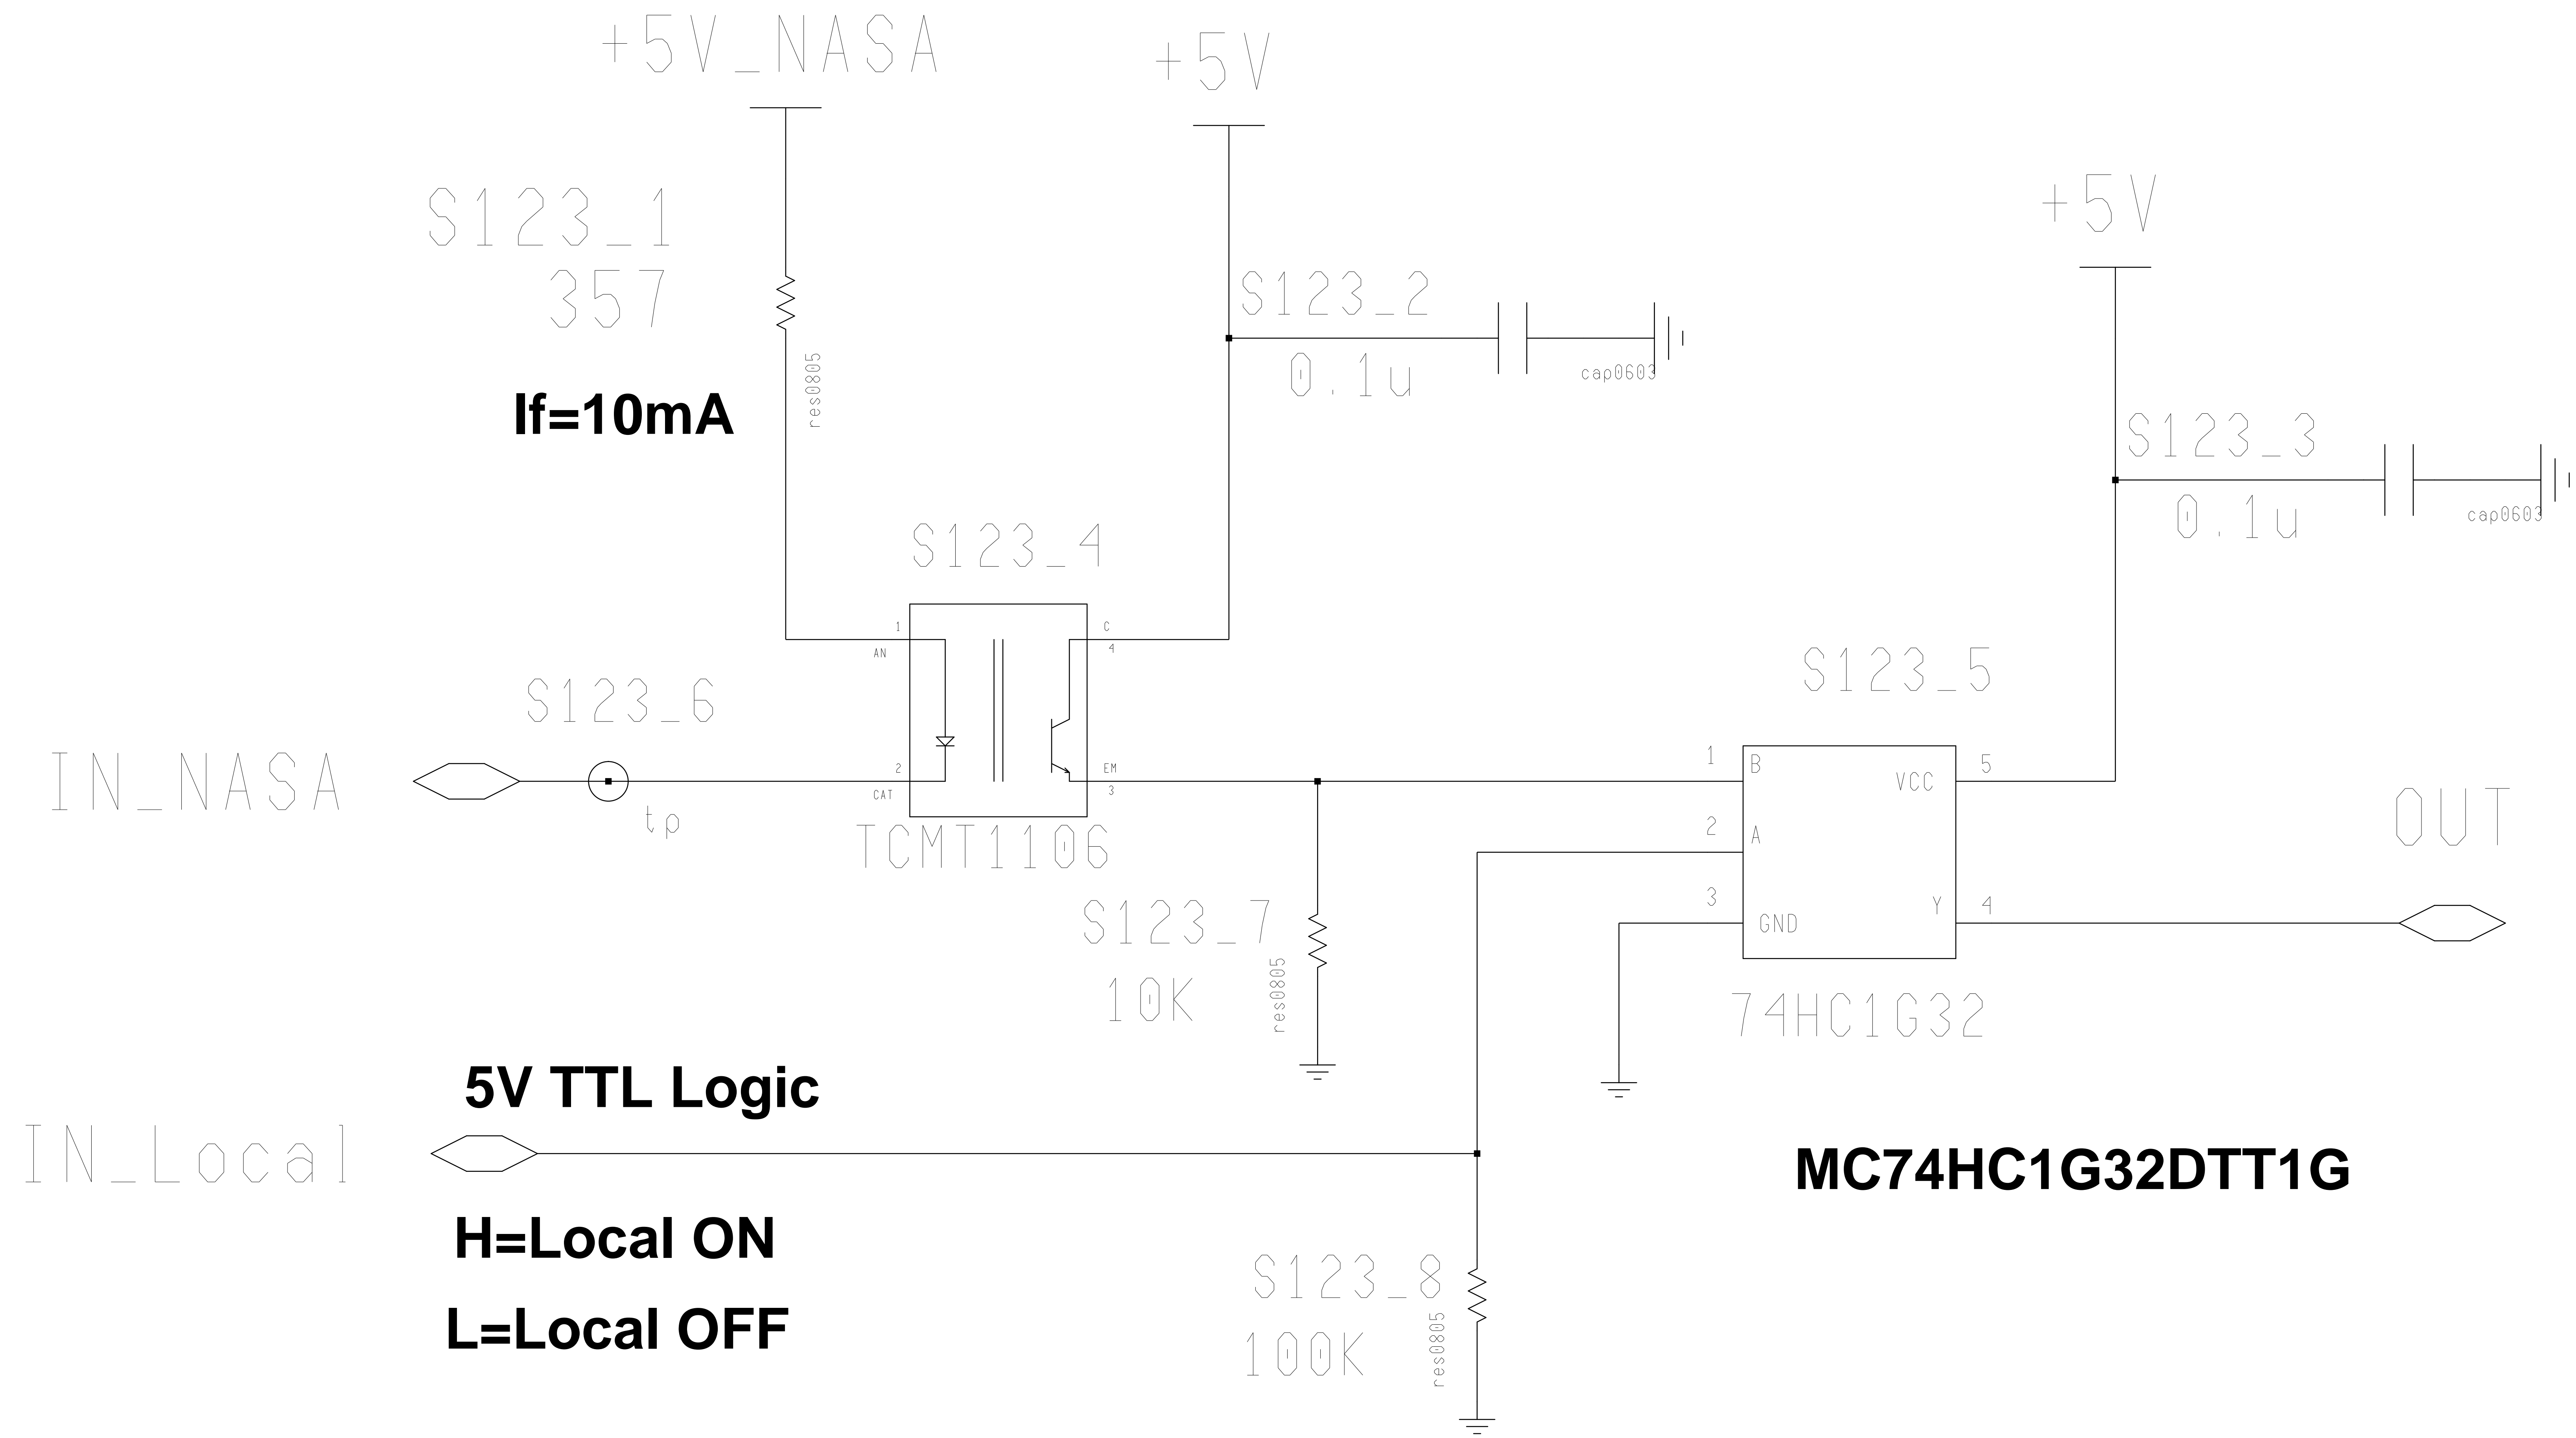 +5V_NASA
+5V
+5V
S123_1
357
res0805
If=10mA
S123_2
0.1u
cap0603
S123_3
0.1u
cap0603
S123_4
1
AN
C
4
2
CAT
EM
3
TCMT1106
S123_6
IN_NASA
tp
S123_5
1
B
VCC
5
2
A
3
GND
Y
4
74HC1G32
OUT
S123_7
10K
res0805
5V TTL Logic
IN_Local
H=Local ON
L=Local OFF
MC74HC1G32DTT1G
S123_8
100K
res0805